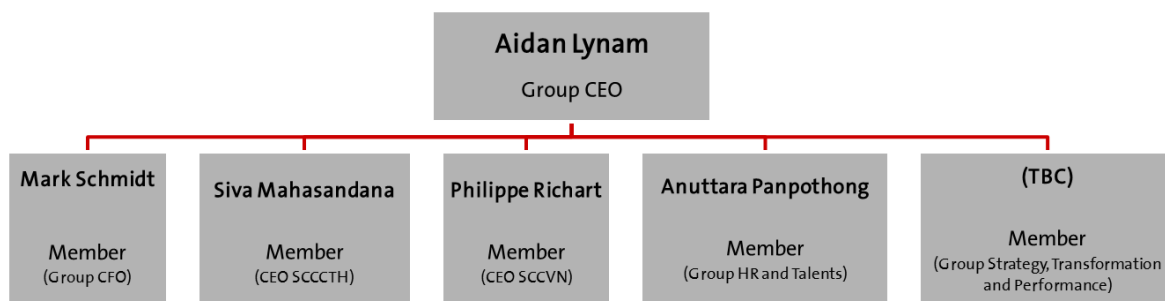 Aidan Lynam
Group CEO
Mark Schmidt
Member
(Group CFO)
Siva Mahasandana
Member
(CEO SCCCTH)
Philippe Richart
Member
(CEO SCCVN)
Anuttara Panpothong
Member
(Group HR and Talents)
(TBC)
Member
(Group Strategy, Transformation
and Performance)